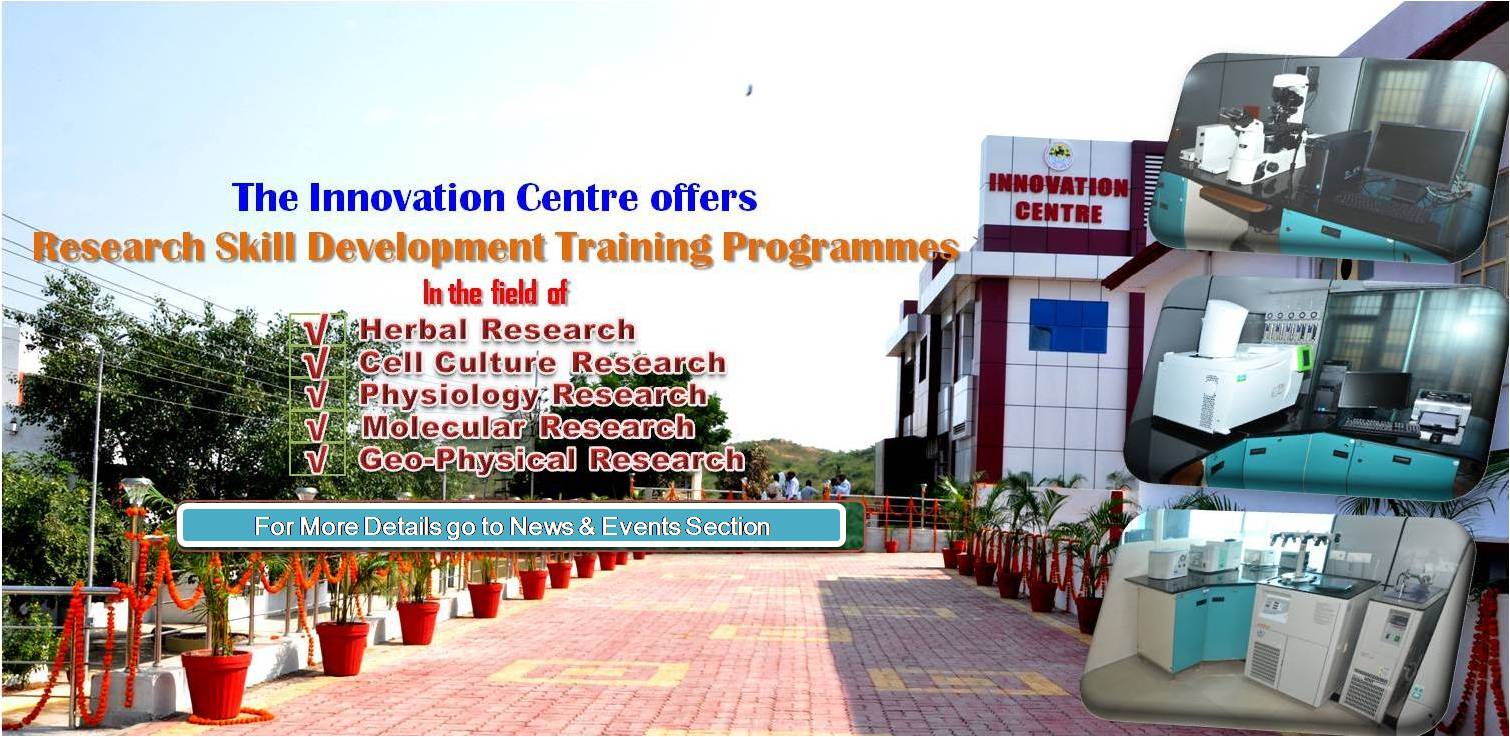 The Innovation Centre offers
Research Skill Development Training Programmes
In the field of
√ Herbal Research
√ Cell Culture Research
√ Physiology Research
√ Molecular Research
√ Geo-Physical Research
For More Details go to News & Events Section
INNOVATION
CENTRE